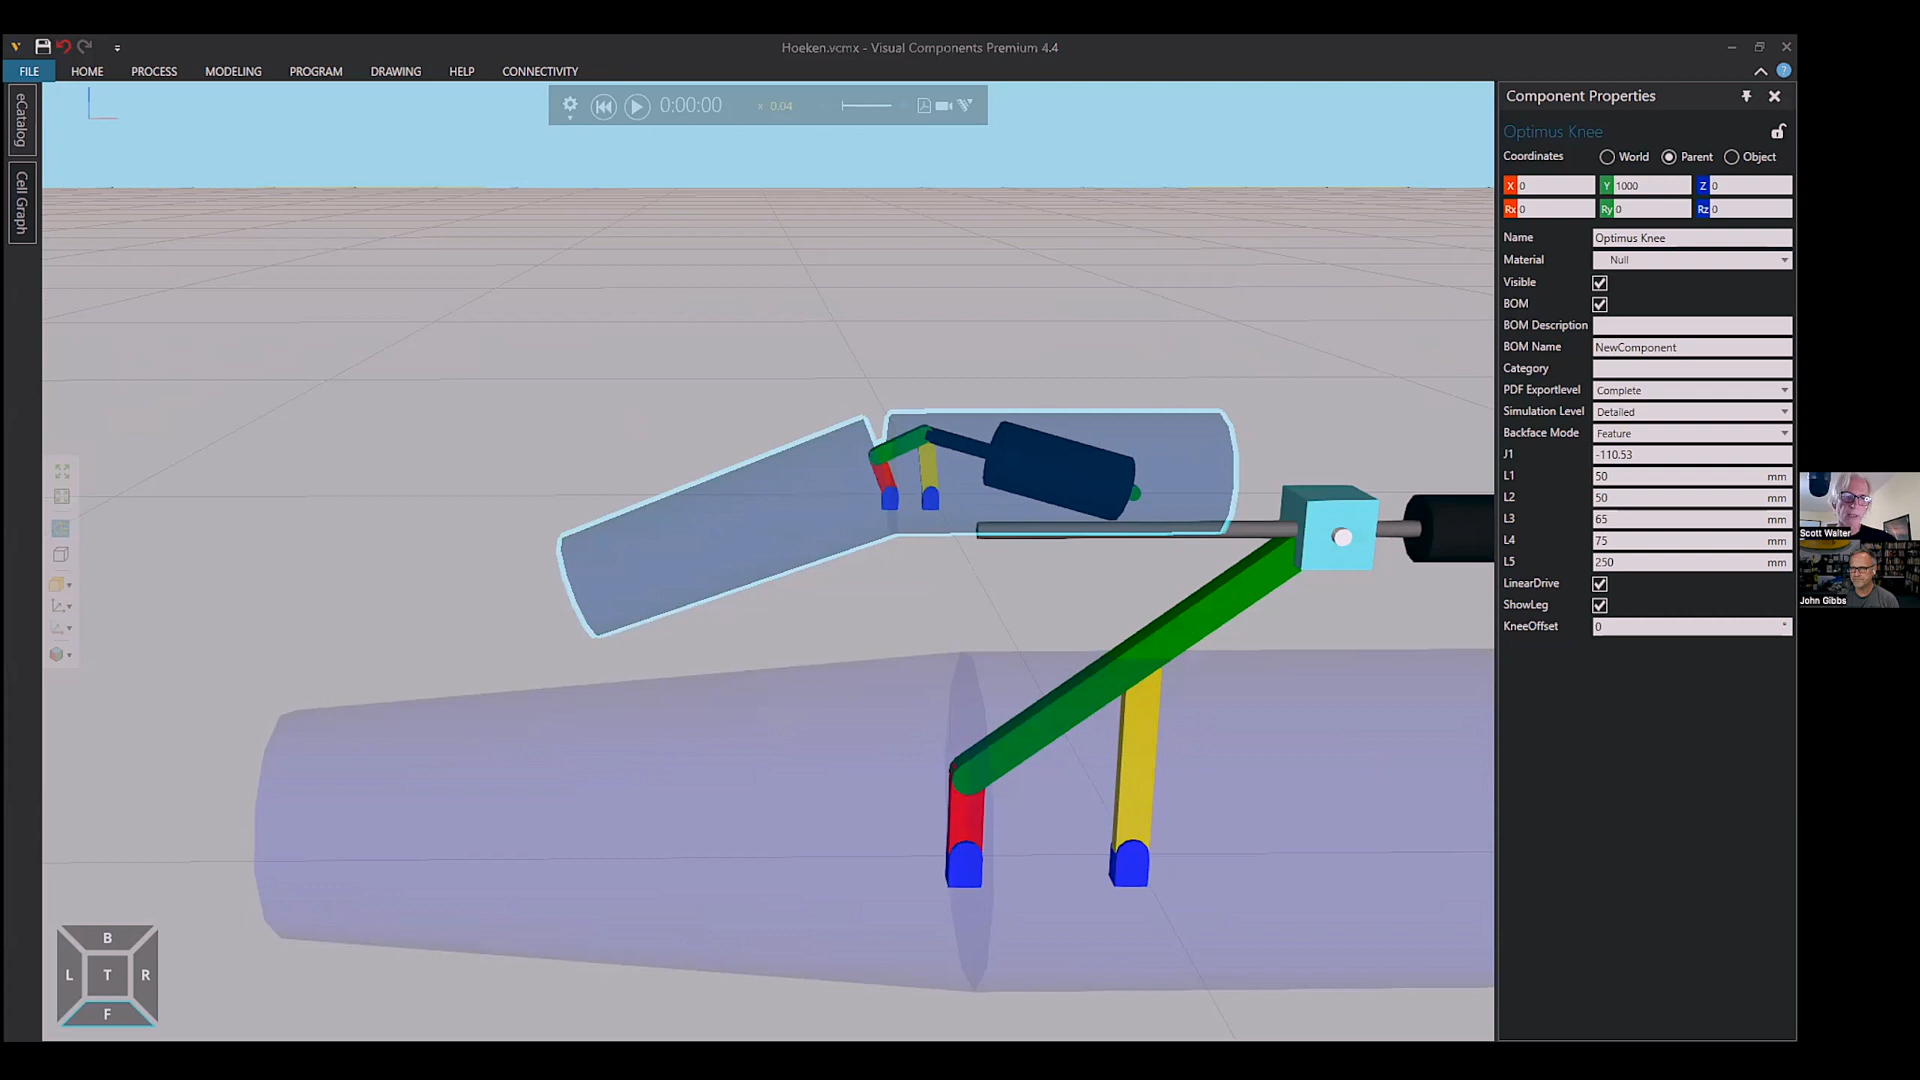 Hoeken.vcmx - Visual Components Premium 4.4
FILE HOME PROCESS MODELING PROGRAM DRAWING HELP CONNECTIVITY
eCatalog
Cell Graph
0:00:00 x 0.04
Component Properties
Optimus Knee
Coordinates World Parent Object
X 0 Y 1000 Z 0
Rx 0 Ry 0 Rz 0
Name Optimus Knee
Material Null
Visible
BOM
BOM Description
BOM Name NewComponent
Category
PDF Exportlevel Complete
Simulation Level Detailed
Backface Mode Feature
J1 -110.53
L1 50 mm
L2 50 mm
L3 65 mm
L4 75 mm
L5 250 mm
LinearDrive
ShowLeg
KneeOffset 0 °
Scott Walter
John Gibbs
B
L T R
F